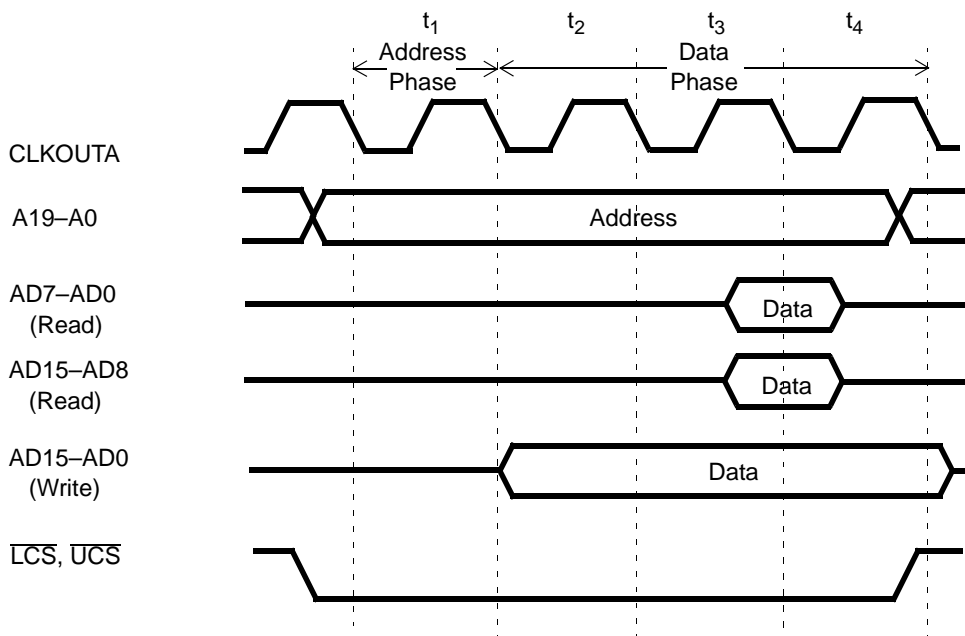 t1 t2 t3 t4
Address Phase
Data Phase
CLKOUTA
A19–A0
Address
AD7–AD0
(Read)
Data
AD15–AD8
(Read)
Data
AD15–AD0
(Write)
Data
LCS, UCS